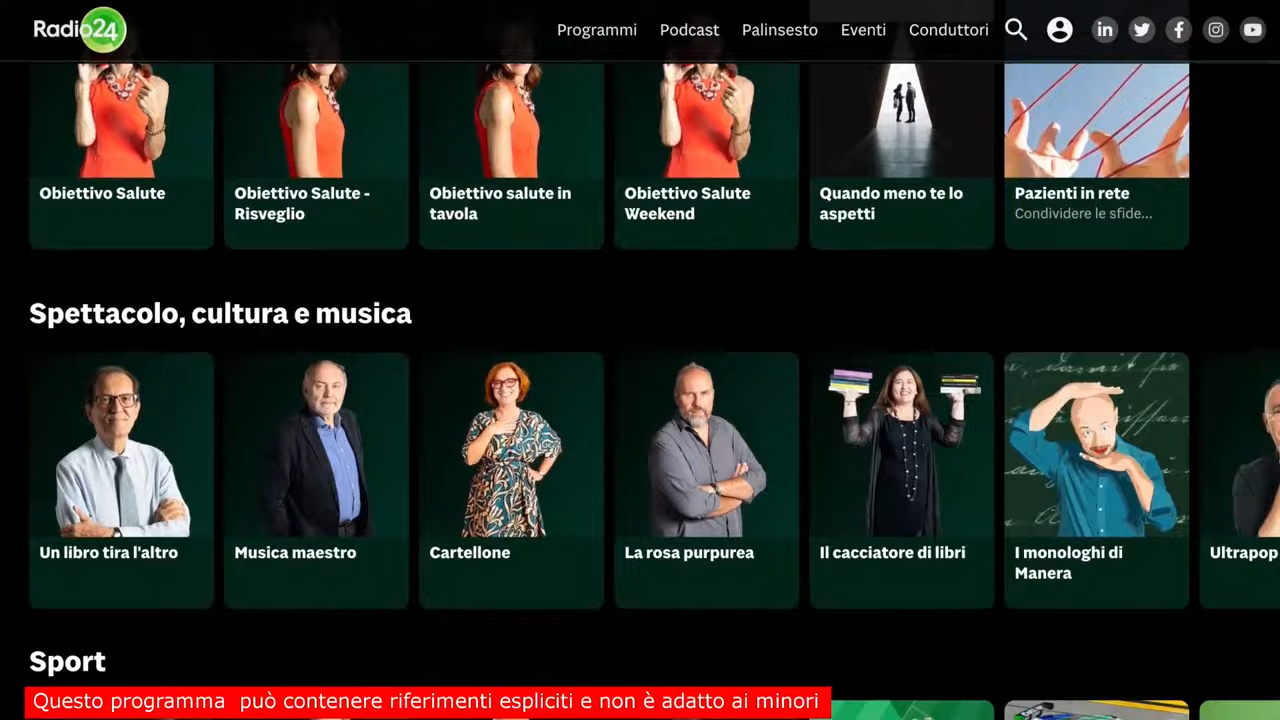 Radio24
Programmi Podcast Palinsesto Eventi Conduttori
Obiettivo Salute
Obiettivo Salute -
Risveglio
Obiettivo salute in
tavola
Obiettivo Salute
Weekend
Quando meno te lo
aspetti
Pazienti in rete
Condividere le sfide...
Spettacolo, cultura e musica
Un libro tira l'altro
Musica maestro
Cartellone
La rosa purpurea
Il cacciatore di libri
I monologhi di
Manera
Ultrapop
Sport
Questo programma può contenere riferimenti espliciti e non è adatto ai minori